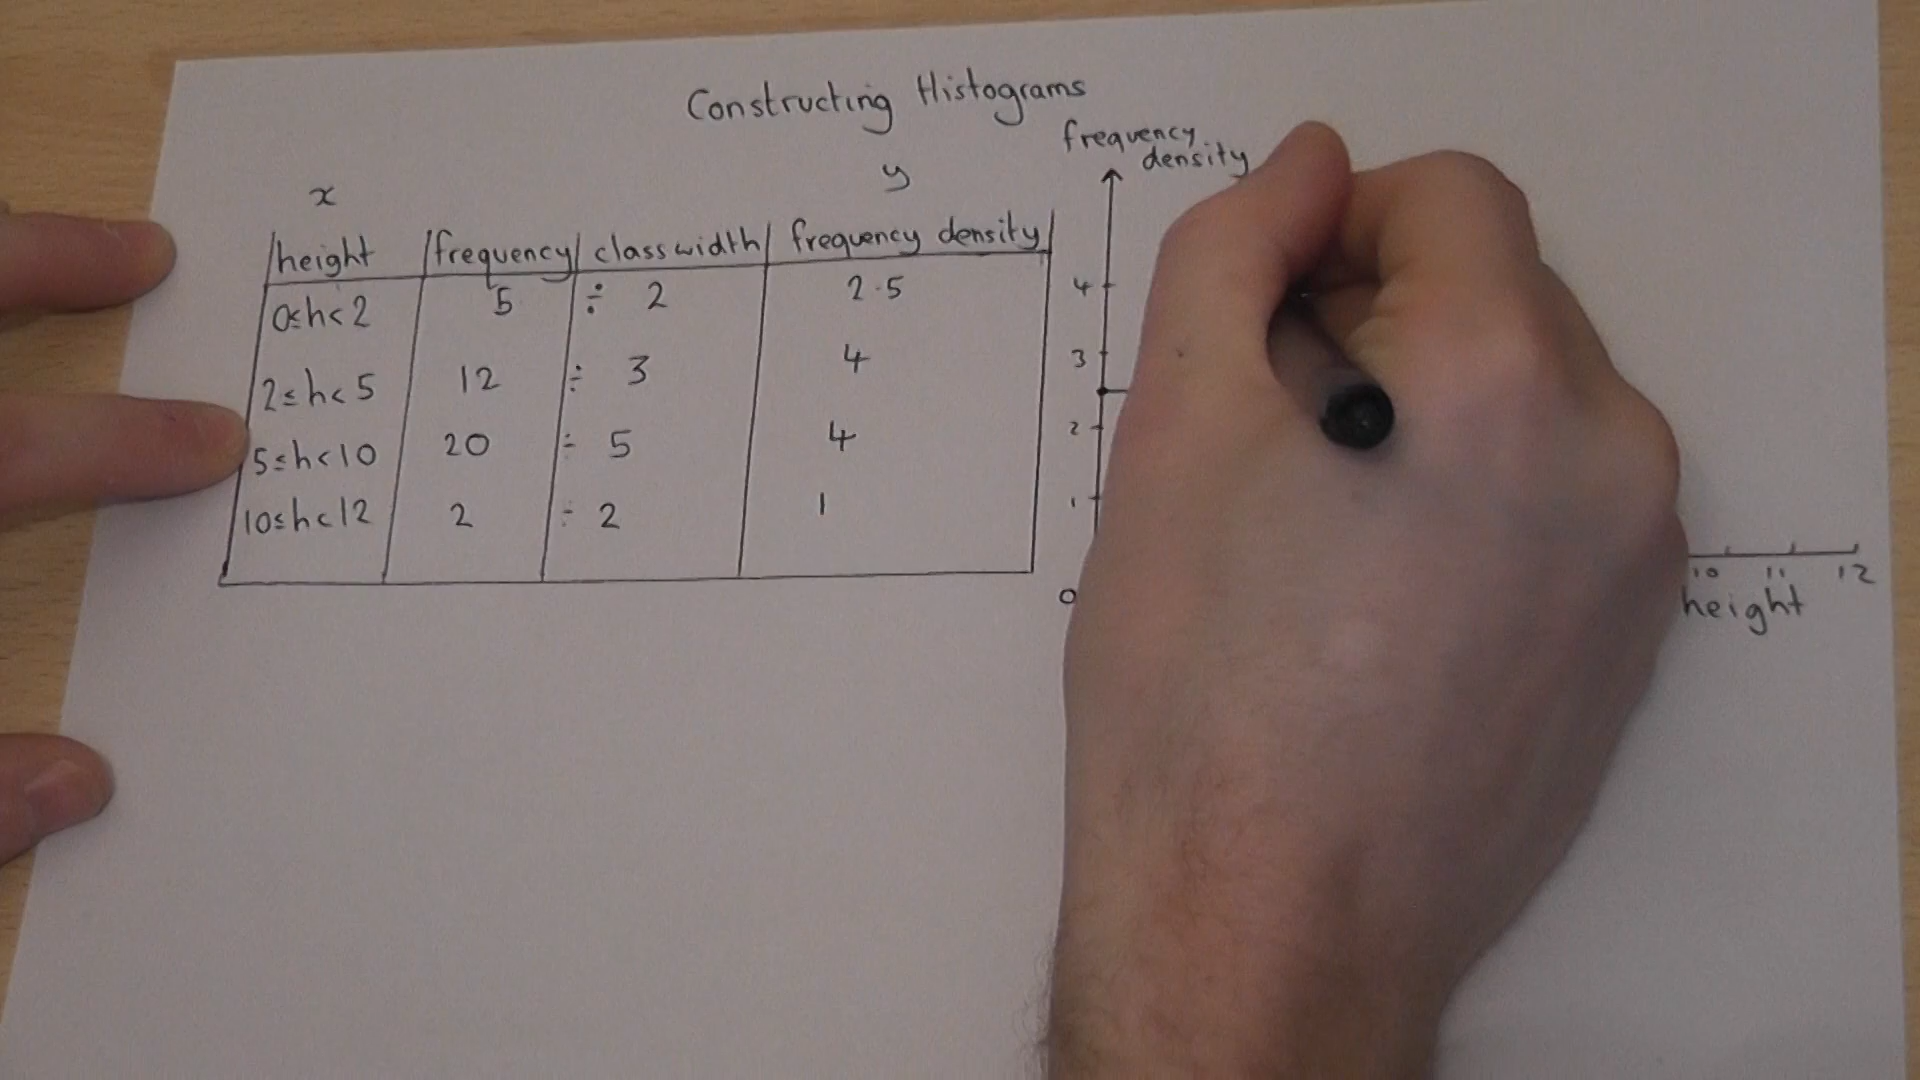 Constructing Histograms
x
y
height frequency class width frequency density
0≤h<2 5 ÷ 2 2.5
2≤h<5 12 ÷ 3 4
5≤h<10 20 ÷ 5 4
10≤h<12 2 ÷ 2 1
frequency
density
4
3
2
1
0
10 11 12
height